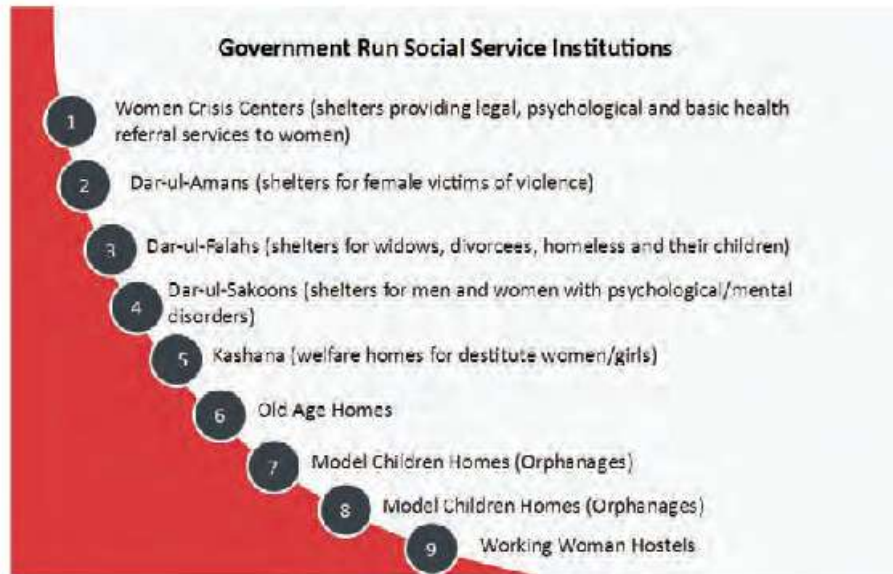 Government Run Social Service Institutions
1
Women Crisis Centers (shelters providing legal, psychological and basic health
referral services to women)
2
Dar-ul-Amans (shelters for female victims of violence)
3
Dar-ul-Falahs (shelters for widows, divorcees, homeless and their children)
4
Dar-ul-Sakoons (shelters for men and women with psychological/mental
disorders)
5
Kashana (welfare homes for destitute women/girls)
6
Old Age Homes
7
Model Children Homes (Orphanages)
8
Model Children Homes (Orphanages)
9
Working Woman Hostels